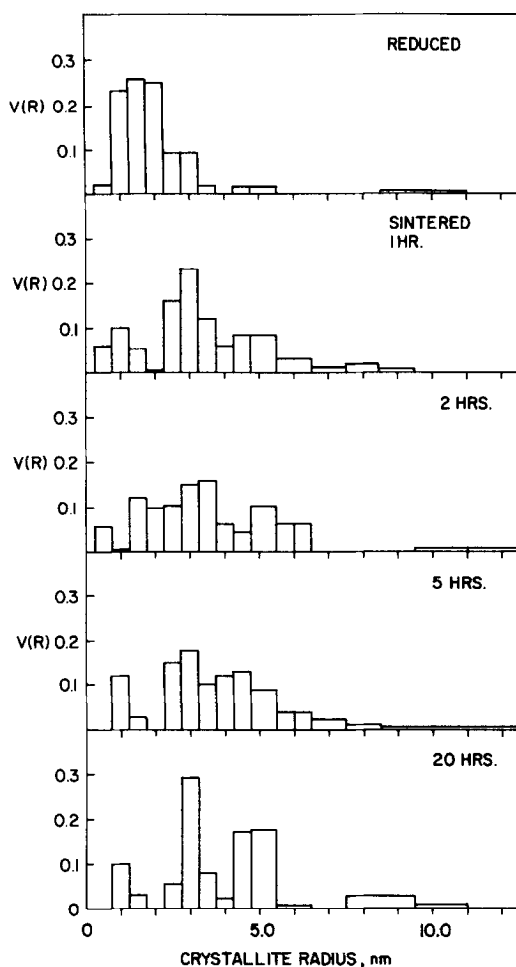 REDUCED
0.3
V(R) 0.2
0.1
SINTERED
1 HR.
0.3
V(R) 0.2
0.1
2 HRS.
0.3
V(R) 0.2
0.1
5 HRS.
0.3
V(R) 0.2
0.1
20 HRS.
0.3
0.2
0.1
0
0 5.0 10.0
CRYSTALLITE RADIUS, nm